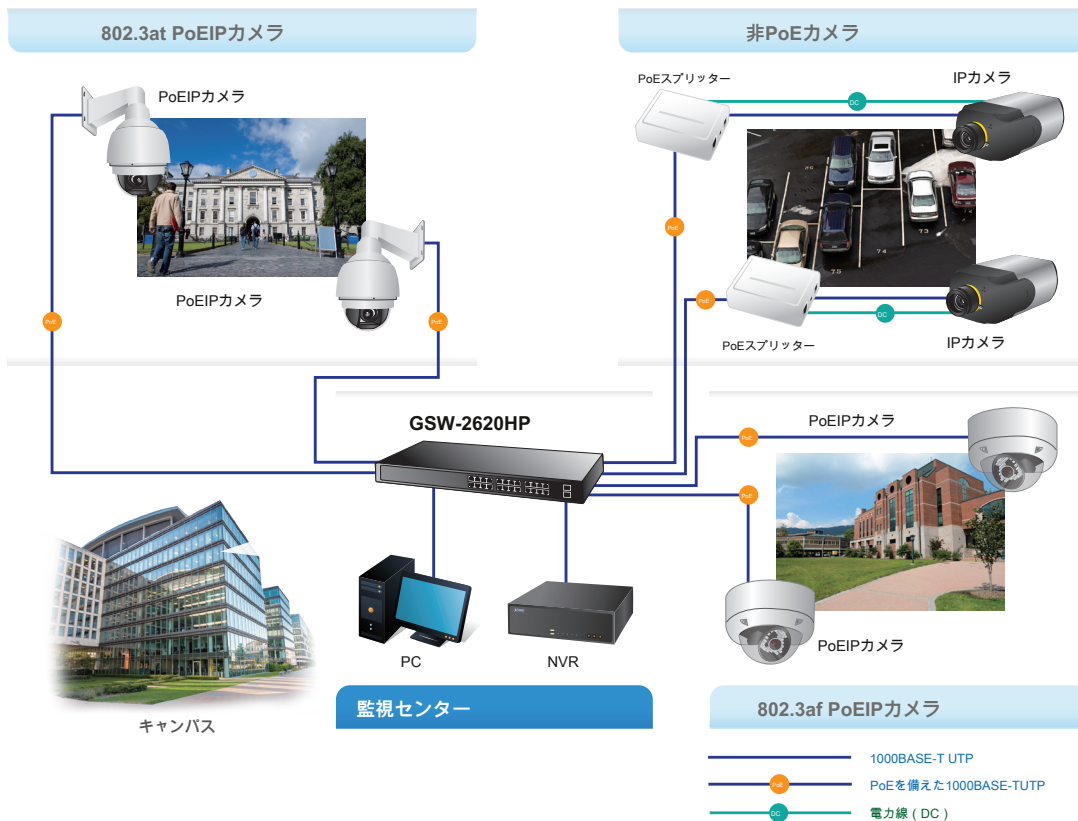 802.3at PoEIPカメラ
非PoEカメラ
PoEIPカメラ
PoEスプリッター
IPカメラ
DC
PoE
PoEIPカメラ
PoE
PoE
PoE
DC
PoEスプリッター
IPカメラ
73
74
75
GSW-2620HP
PoEIPカメラ
PoE
PoE
PC
NVR
PoEIPカメラ
キャンパス
監視センター
802.3af PoEIPカメラ
1000BASE-T UTP
PoE
PoEを備えた1000BASE-TUTP
DC
電力線 ( DC )